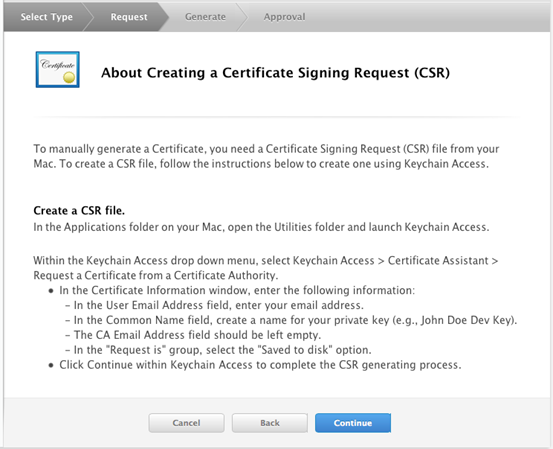 Select Type Request Generate Approval
Certificate
About Creating a Certificate Signing Request (CSR)
To manually generate a Certificate, you need a Certificate Signing Request (CSR) file from your
Mac. To create a CSR file, follow the instructions below to create one using Keychain Access.
Create a CSR file.
In the Applications folder on your Mac, open the Utilities folder and launch Keychain Access.
Within the Keychain Access drop down menu, select Keychain Access > Certificate Assistant >
Request a Certificate from a Certificate Authority.
• In the Certificate Information window, enter the following information:
– In the User Email Address field, enter your email address.
– In the Common Name field, create a name for your private key (e.g., John Doe Dev Key).
– The CA Email Address field should be left empty.
– In the "Request is" group, select the "Saved to disk" option.
• Click Continue within Keychain Access to complete the CSR generating process.
Cancel Back Continue